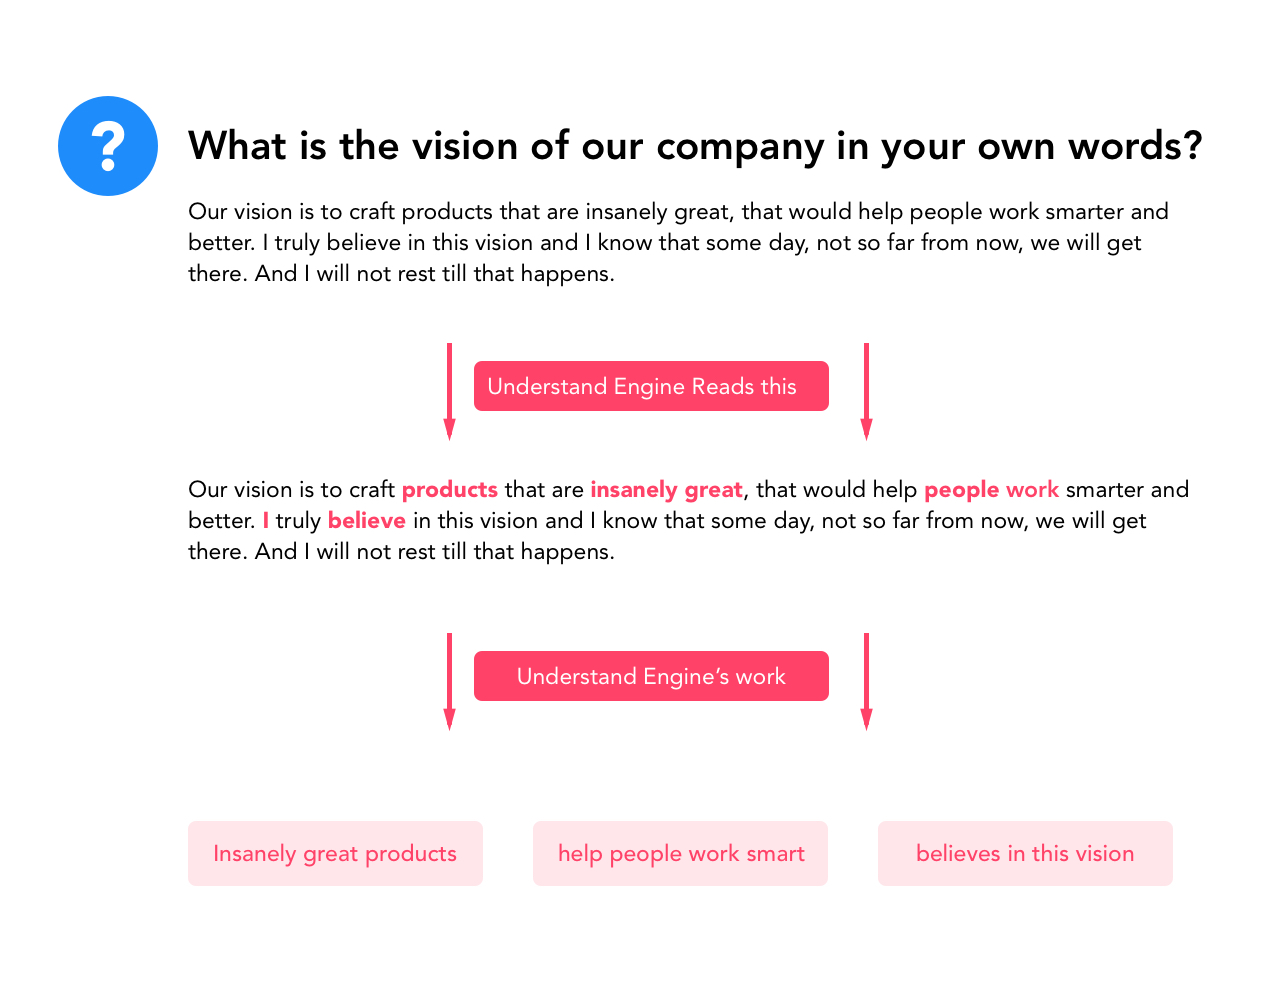 ?
What is the vision of our company in your own words?
Our vision is to craft products that are insanely great, that would help people work smarter and
better. I truly believe in this vision and I know that some day, not so far from now, we will get
there. And I will not rest till that happens.
Understand Engine Reads this
Our vision is to craft products that are insanely great, that would help people work smarter and
better. I truly believe in this vision and I know that some day, not so far from now, we will get
there. And I will not rest till that happens.
Understand Engine’s work
Insanely great products
help people work smart
believes in this vision